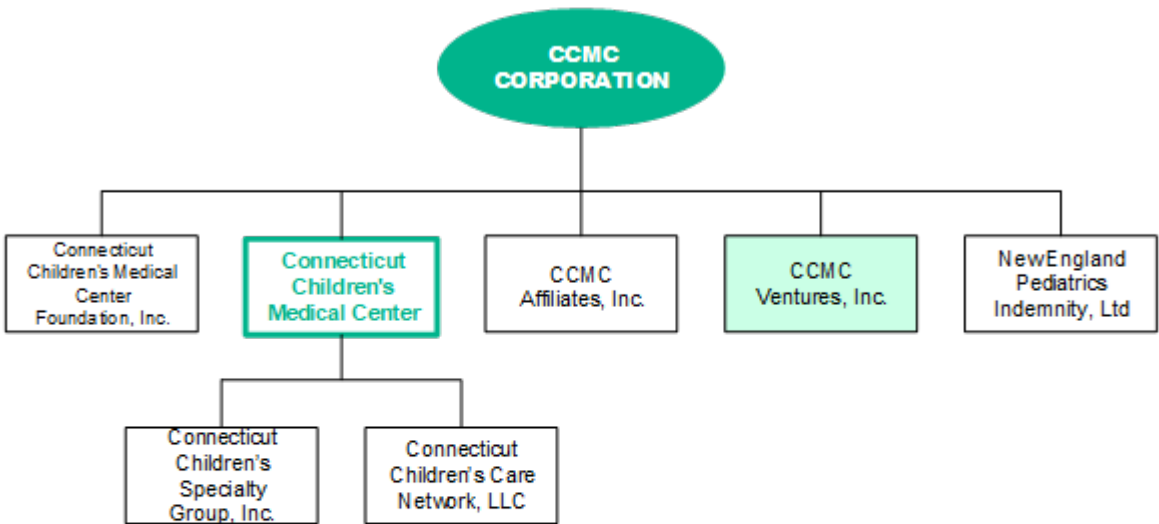 CCMC
CORPORATION
Connecticut
Children's Medical
Center
Foundation, Inc.
Connecticut
Children's
Medical Center
CCMC
Affiliates, Inc.
CCMC
Ventures, Inc.
NewEngland
Pediatrics
Indemnity, Ltd
Connecticut
Children’s
Specialty
Group, Inc.
Connecticut
Children’s Care
Network, LLC